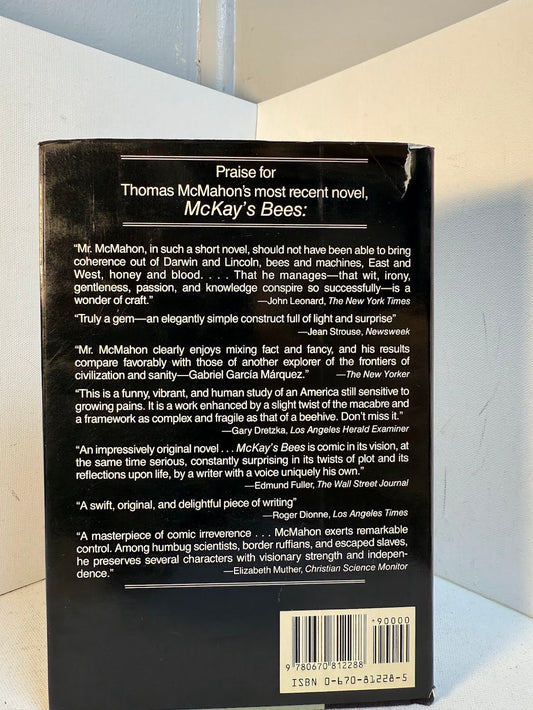 Praise for
Thomas McMahon's most recent novel,
McKay's Bees:
“Mr. McMahon, in such a short novel, should not have been able to bring
coherence out of Darwin and Lincoln, bees and machines, East and
West, honey and blood. . . . That he manages—that wit, irony,
gentleness, passion, and knowledge conspire so successfully—is a
wonder of craft.” —John Leonard, The New York Times
“Truly a gem—an elegantly simple construct full of light and surprise”
—Jean Strouse, Newsweek
“Mr. McMahon clearly enjoys mixing fact and fancy, and his results
compare favorably with those of another explorer of the frontiers of
civilization and sanity—Gabriel García Márquez.” —The New Yorker
“This is a funny, vibrant, and human study of an America still sensitive to
growing pains. It is a work enhanced by a slight twist of the macabre and
a framework as complex and fragile as that of a beehive. Don't miss it.”
—Gary Dretzka, Los Angeles Herald Examiner
“An impressively original novel . . . McKay's Bees is comic in its vision, at
the same time serious, constantly surprising in its twists of plot and its
reflections upon life, by a writer with a voice uniquely his own.”
—Edmund Fuller, The Wall Street Journal
“A swift, original, and delightful piece of writing”
—Roger Dionne, Los Angeles Times
“A masterpiece of comic irreverence . . . McMahon exerts remarkable
control. Among humbug scientists, border ruffians, and escaped slaves,
he preserves several characters with visionary strength and indepen-
dence.” —Elizabeth Muther, Christian Science Monitor
+90000
9 780670 812288
ISBN 0-670-81228-5